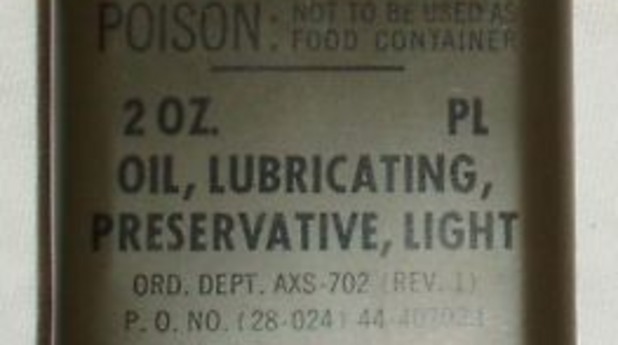 POISON: NOT TO BE USED AS
FOOD CONTAINER
2 OZ. PL
OIL, LUBRICATING,
PRESERVATIVE, LIGHT
ORD. DEPT. AXS-702 (REV. 1)
P. O. NO. (28-024) 44-